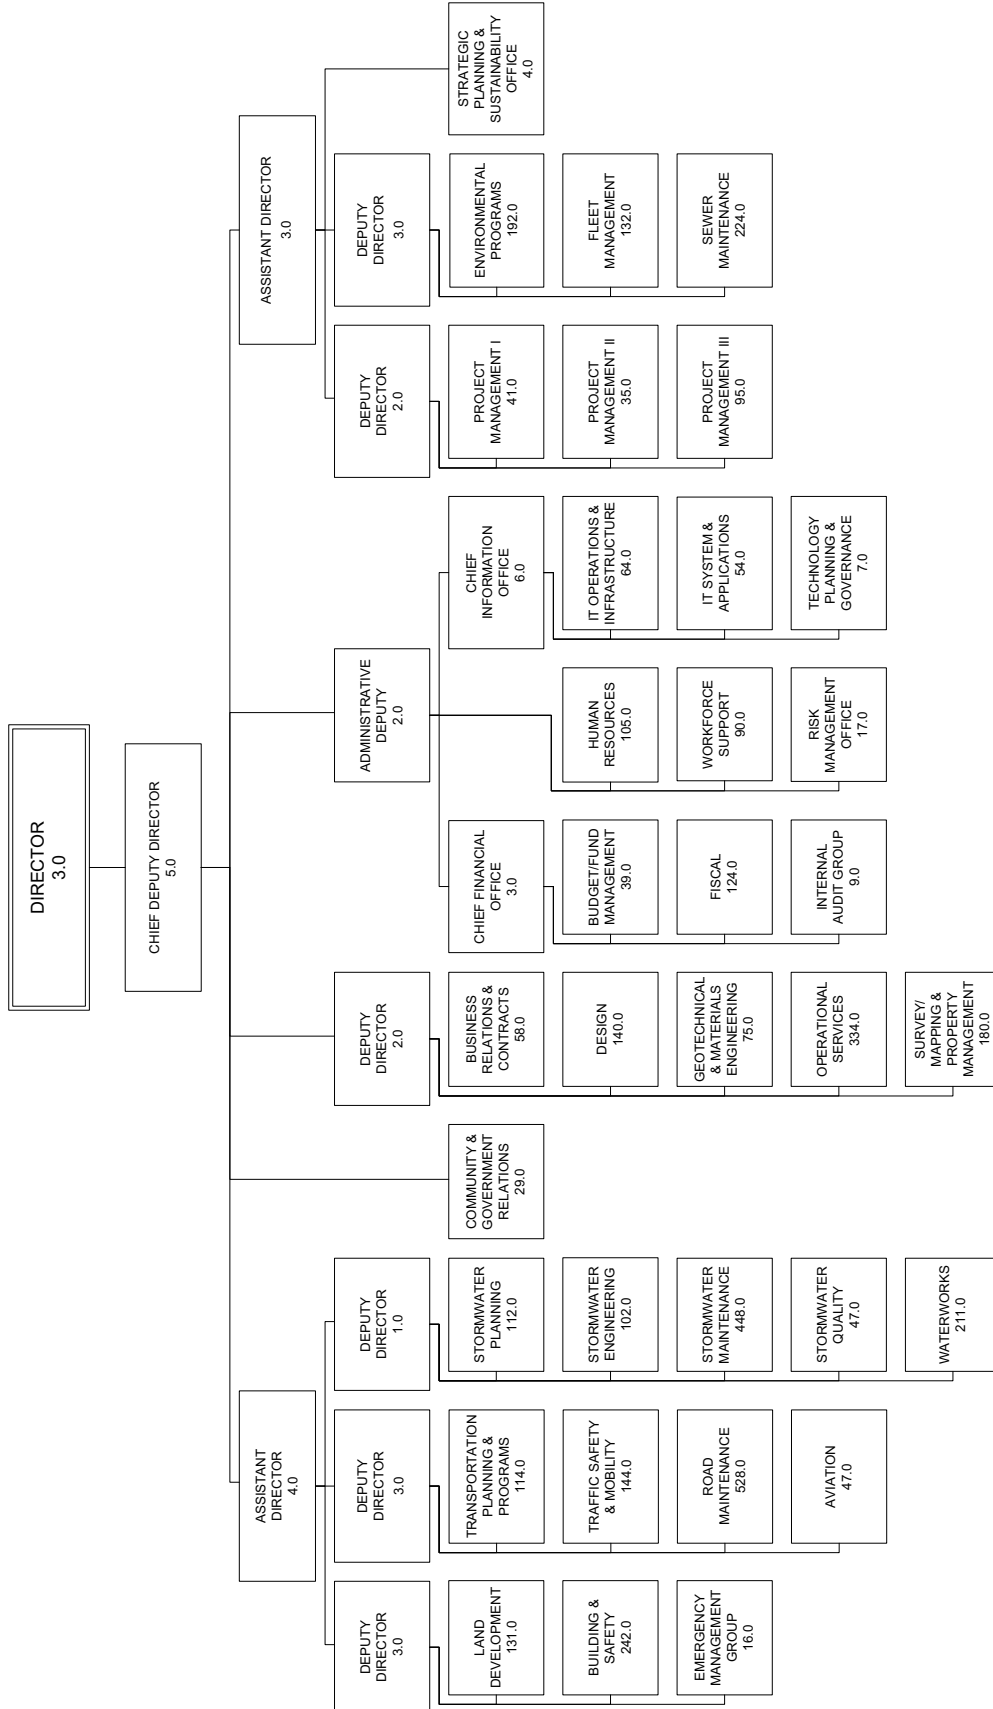 DIRECTOR
3.0
CHIEF DEPUTY DIRECTOR
5.0
ASSISTANT
DIRECTOR
4.0
DEPUTY
DIRECTOR
3.0
LAND
DEVELOPMENT
131.0
BUILDING &
SAFETY
242.0
EMERGENCY
MANAGEMENT
GROUP
16.0
DEPUTY
DIRECTOR
3.0
TRANSPORTATION
PLANNING &
PROGRAMS
114.0
TRAFFIC SAFETY
& MOBILITY
144.0
ROAD
MAINTENANCE
528.0
AVIATION
47.0
DEPUTY
DIRECTOR
1.0
STORMWATER
PLANNING
112.0
STORMWATER
ENGINEERING
102.0
STORMWATER
MAINTENANCE
448.0
STORMWATER
QUALITY
47.0
WATERWORKS
211.0
COMMUNITY &
GOVERNMENT
RELATIONS
29.0
DEPUTY
DIRECTOR
2.0
BUSINESS
RELATIONS &
CONTRACTS
58.0
DESIGN
140.0
GEOTECHNICAL
& MATERIALS
ENGINEERING
75.0
OPERATIONAL
SERVICES
334.0
SURVEY/
MAPPING &
PROPERTY
MANAGEMENT
180.0
ADMINISTRATIVE
DEPUTY
2.0
CHIEF FINANCIAL
OFFICE
3.0
BUDGET/FUND
MANAGEMENT
39.0
FISCAL
124.0
INTERNAL
AUDIT GROUP
9.0
HUMAN
RESOURCES
105.0
WORKFORCE
SUPPORT
90.0
RISK
MANAGEMENT
OFFICE
17.0
CHIEF
INFORMATION
OFFICE
6.0
IT OPERATIONS &
INFRASTRUCTURE
64.0
IT SYSTEM &
APPLICATIONS
54.0
TECHNOLOGY
PLANNING &
GOVERNANCE
7.0
ASSISTANT DIRECTOR
3.0
DEPUTY
DIRECTOR
2.0
PROJECT
MANAGEMENT I
41.0
PROJECT
MANAGEMENT II
35.0
PROJECT
MANAGEMENT III
95.0
DEPUTY
DIRECTOR
3.0
ENVIRONMENTAL
PROGRAMS
192.0
FLEET
MANAGEMENT
132.0
SEWER
MAINTENANCE
224.0
STRATEGIC
PLANNING &
SUSTAINABILITY
OFFICE
4.0